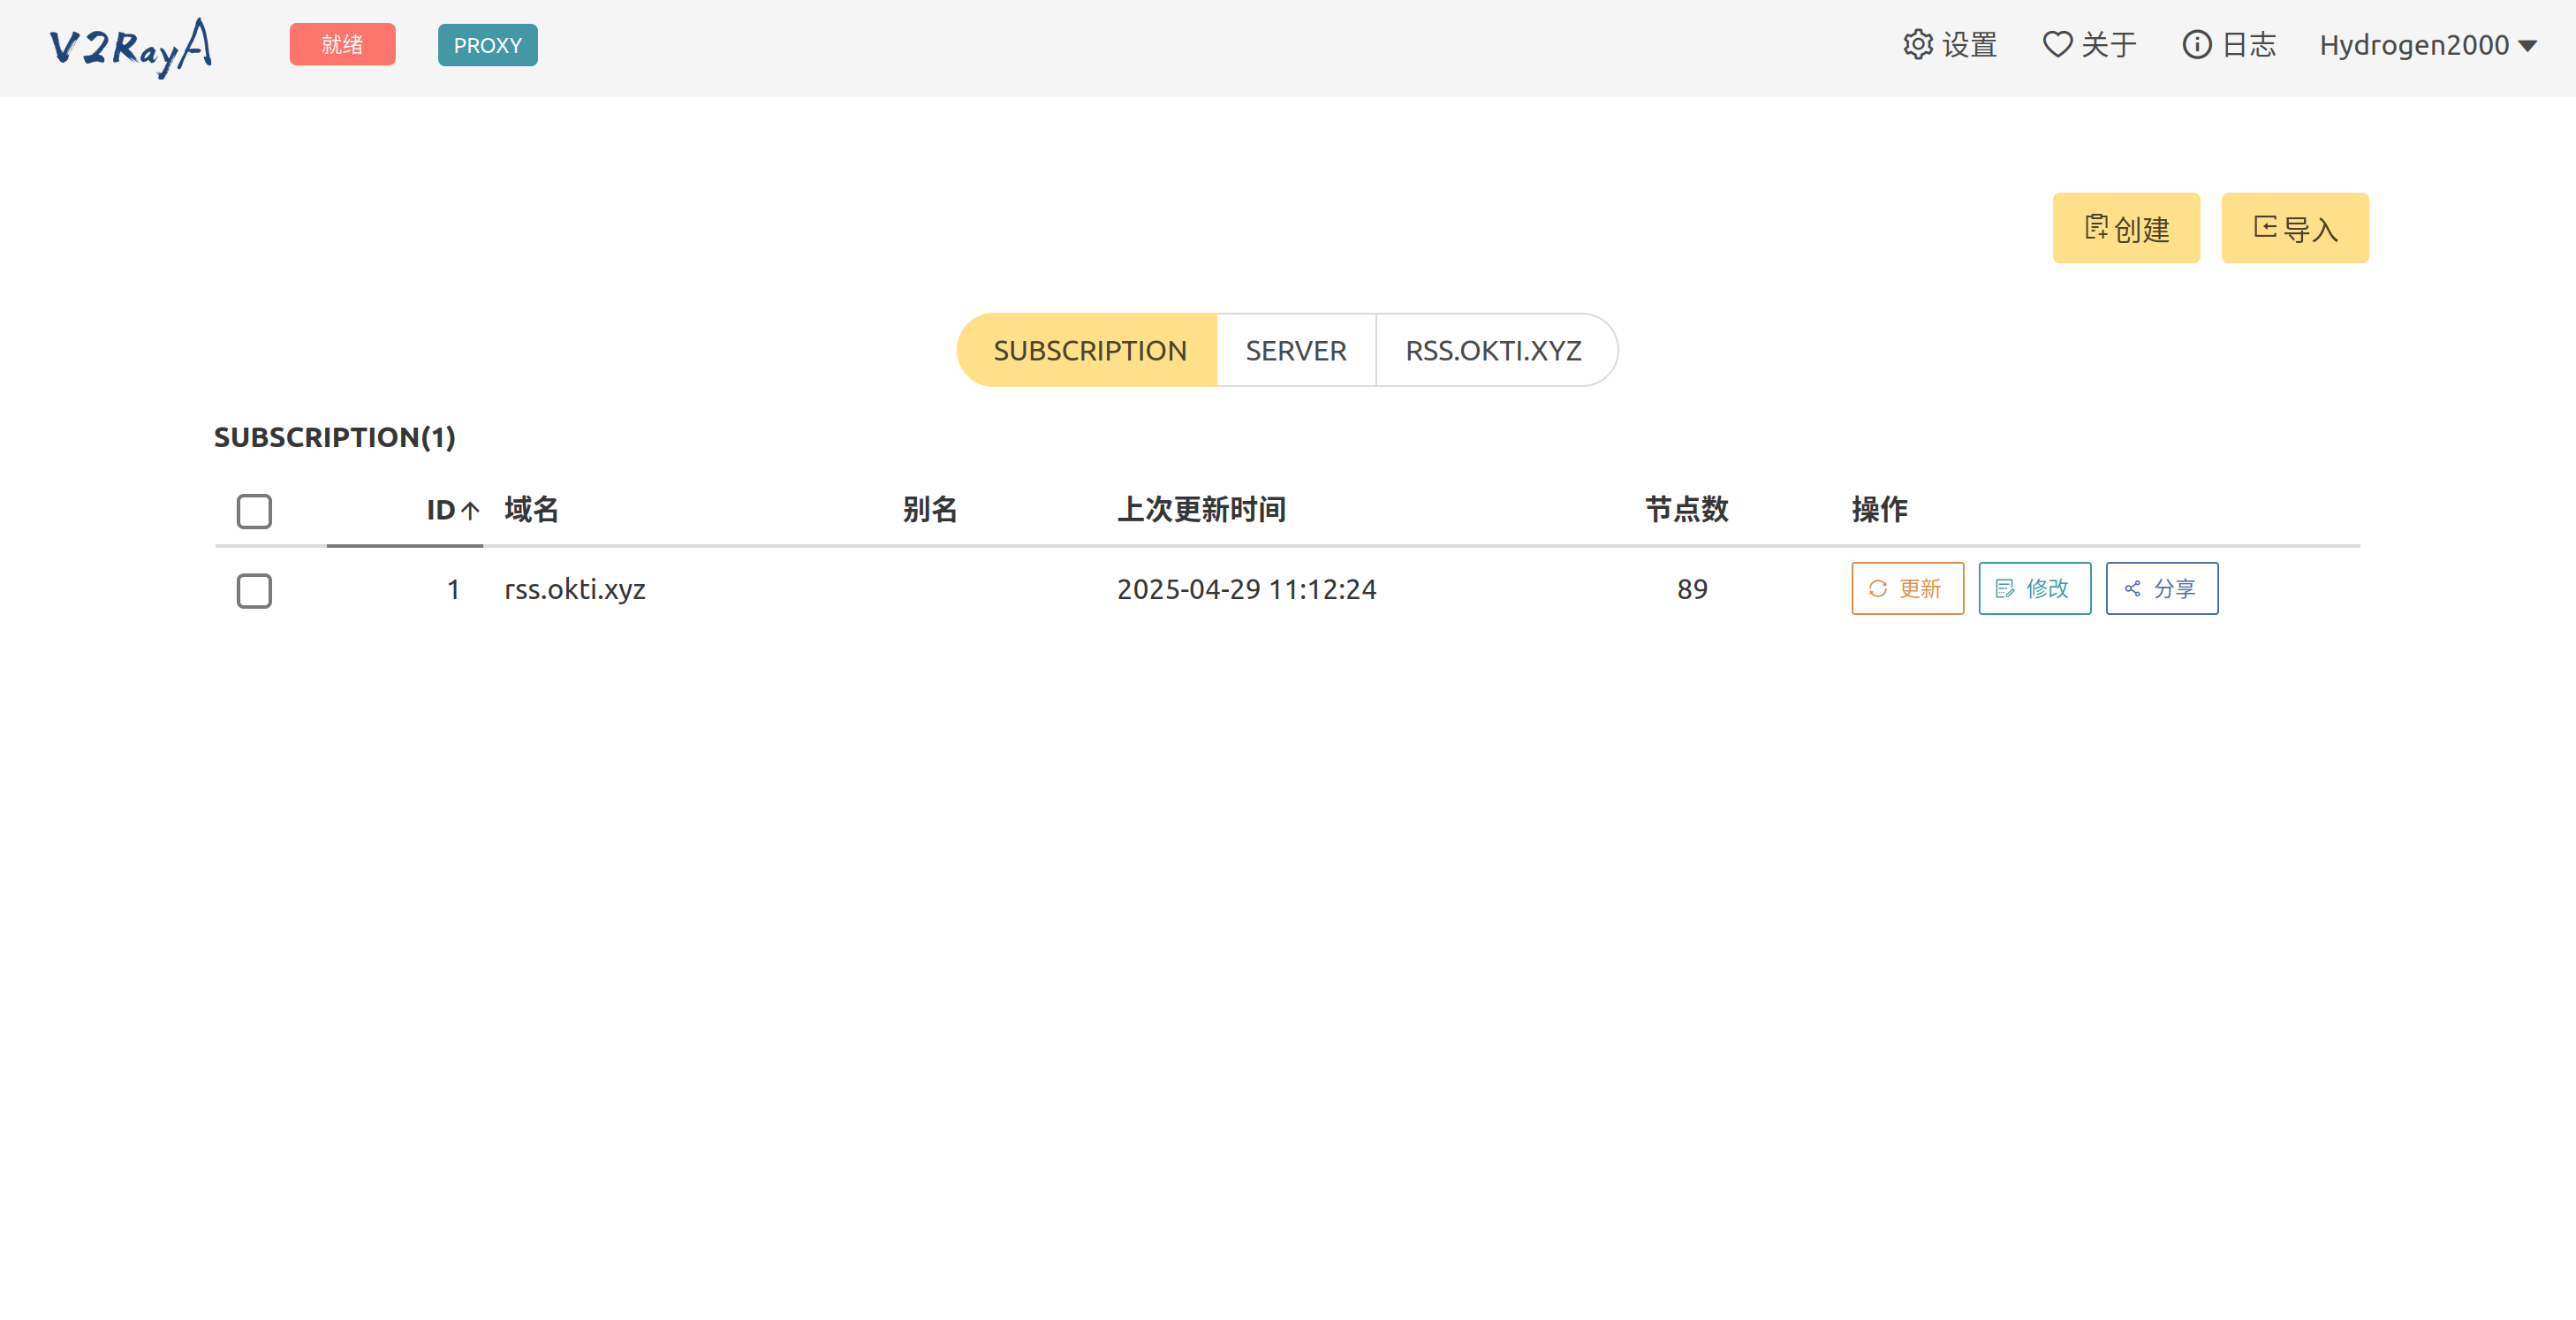 V2RayA 就绪 PROXY 设置 关于 日志 Hydrogen2000
创建 导入
SUBSCRIPTION SERVER RSS.OKTI.XYZ
SUBSCRIPTION(1)
ID 域名 别名 上次更新时间 节点数 操作
1 rss.okti.xyz 2025-04-29 11:12:24 89 更新 修改 分享